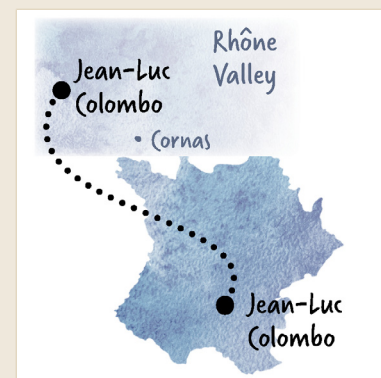 Rhône
Valley
Jean-Luc
Colombo
Cornas
Jean-Luc
Colombo